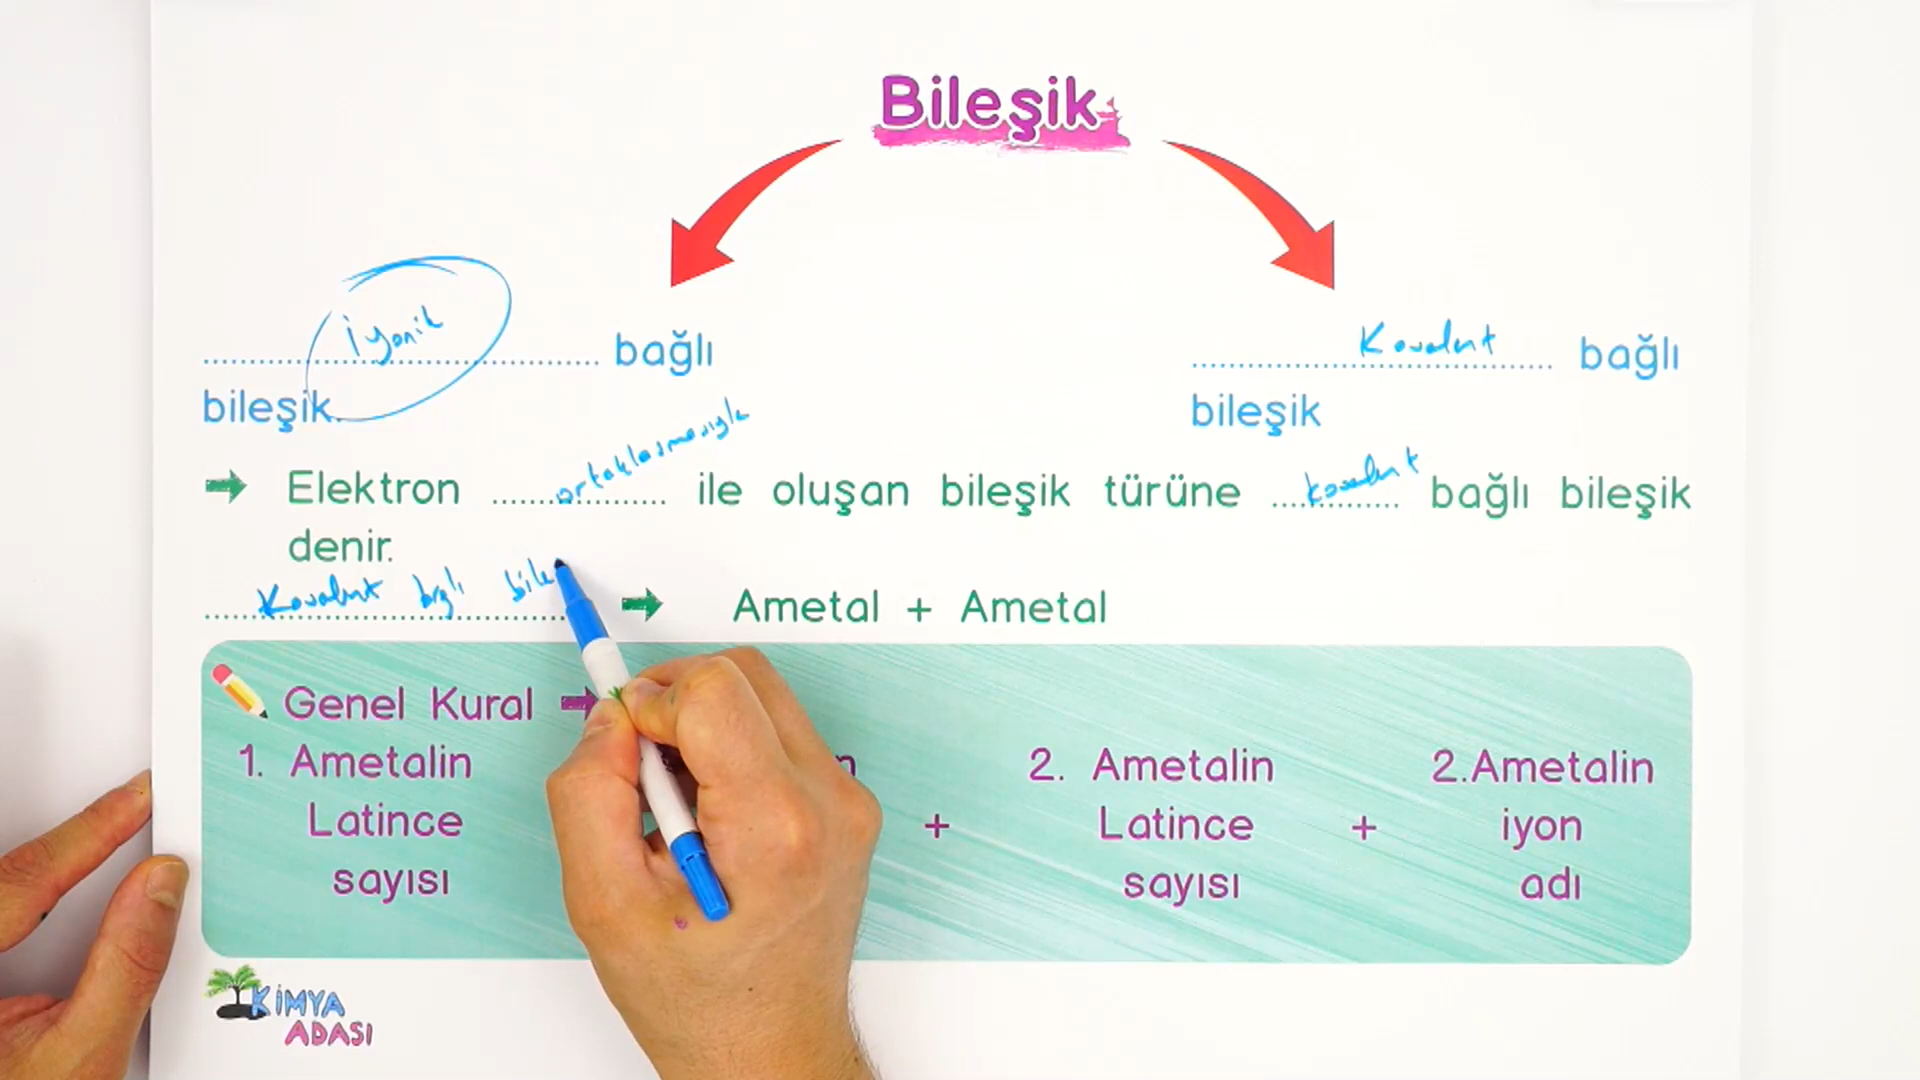 Bileşik
İyonik bağlı
bileşik.
Kovalent bağlı
bileşik
Elektron ortaklaşmasıyla ile oluşan bileşik türüne kovalent bağlı bileşik
denir.
Kovalent bağlı bile Ametal + Ametal
Genel Kural
1. Ametalin
Latince
sayısı
+
2. Ametalin
Latince
sayısı
+
2.Ametalin
iyon
adı
KİMYA
ADASI